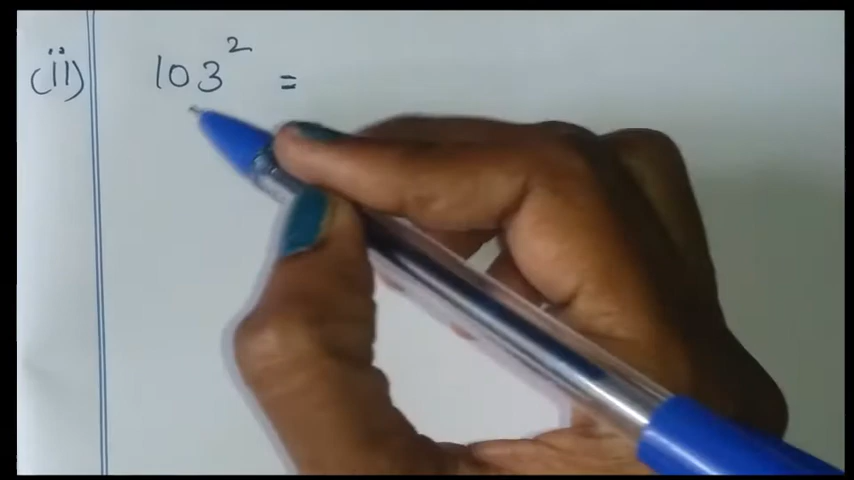 (ii) 103² =